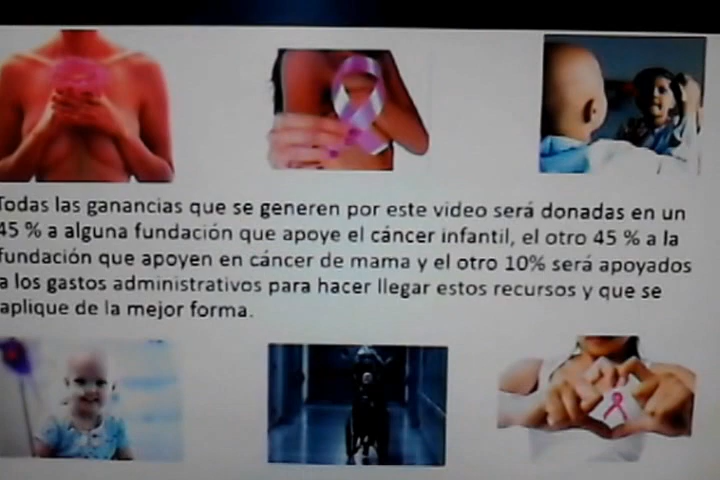 Todas las ganancias que se generen por este video será donadas en un
45 % a alguna fundación que apoye el cáncer infantil, el otro 45 % a la
fundación que apoyen en cáncer de mama y el otro 10% será apoyados
a los gastos administrativos para hacer llegar estos recursos y que se
aplique de la mejor forma.